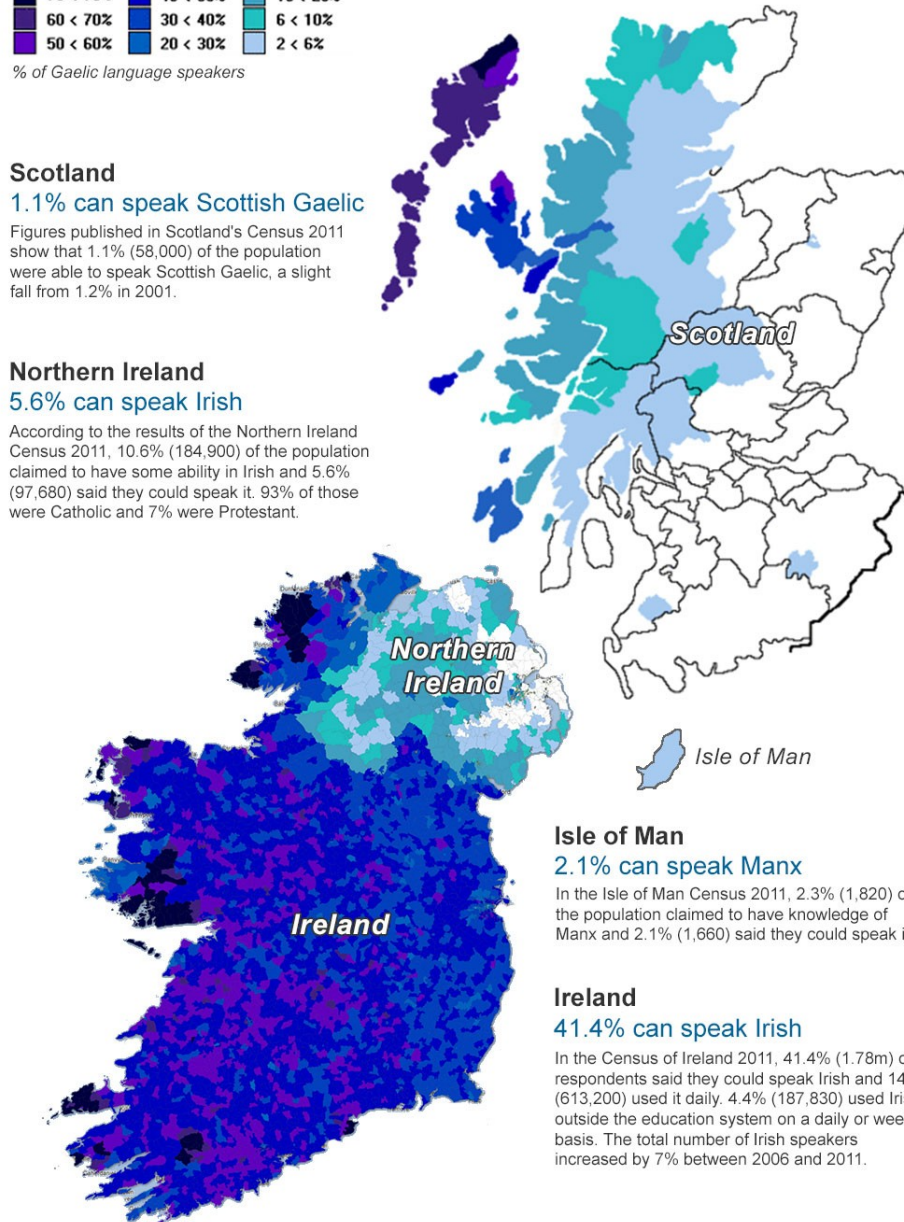 60 < 70% 30 < 40% 6 < 10%
50 < 60% 20 < 30% 2 < 6%
% of Gaelic language speakers
Scotland
1.1% can speak Scottish Gaelic
Figures published in Scotland's Census 2011
show that 1.1% (58,000) of the population
were able to speak Scottish Gaelic, a slight
fall from 1.2% in 2001.
Scotland
Northern Ireland
5.6% can speak Irish
According to the results of the Northern Ireland
Census 2011, 10.6% (184,900) of the population
claimed to have some ability in Irish and 5.6%
(97,680) said they could speak it. 93% of those
were Catholic and 7% were Protestant.
Northern
Ireland
Isle of Man
Isle of Man
2.1% can speak Manx
In the Isle of Man Census 2011, 2.3% (1,820) o
the population claimed to have knowledge of
Manx and 2.1% (1,660) said they could speak i
Ireland
Ireland
41.4% can speak Irish
In the Census of Ireland 2011, 41.4% (1.78m) o
respondents said they could speak Irish and 14
(613,200) used it daily. 4.4% (187,830) used Iri
outside the education system on a daily or wee
basis. The total number of Irish speakers
increased by 7% between 2006 and 2011.